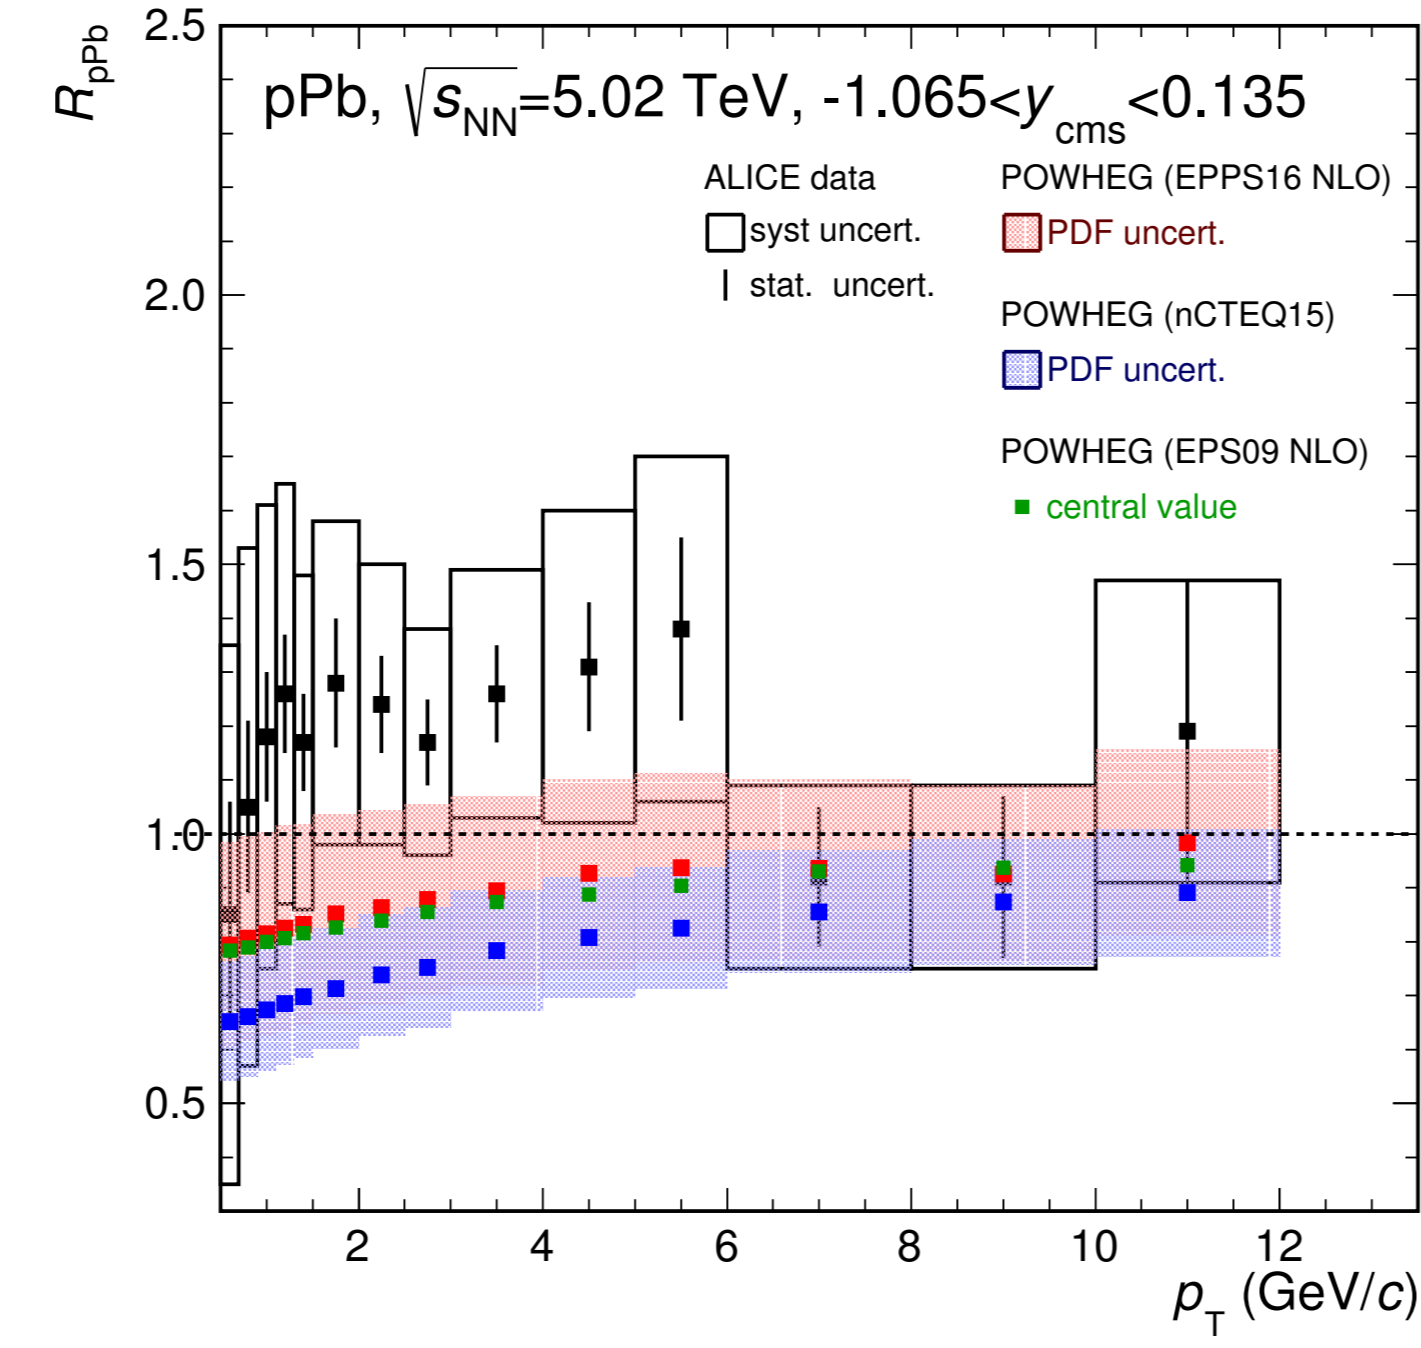 R_pPb
2.5
2.0
1.5
1.0
0.5
pPb, √s_NN=5.02 TeV, -1.065<y_cms<0.135
ALICE data
syst uncert.
stat. uncert.
POWHEG (EPPS16 NLO)
PDF uncert.
POWHEG (nCTEQ15)
PDF uncert.
POWHEG (EPS09 NLO)
central value
2 4 6 8 10 12
p_T (GeV/c)